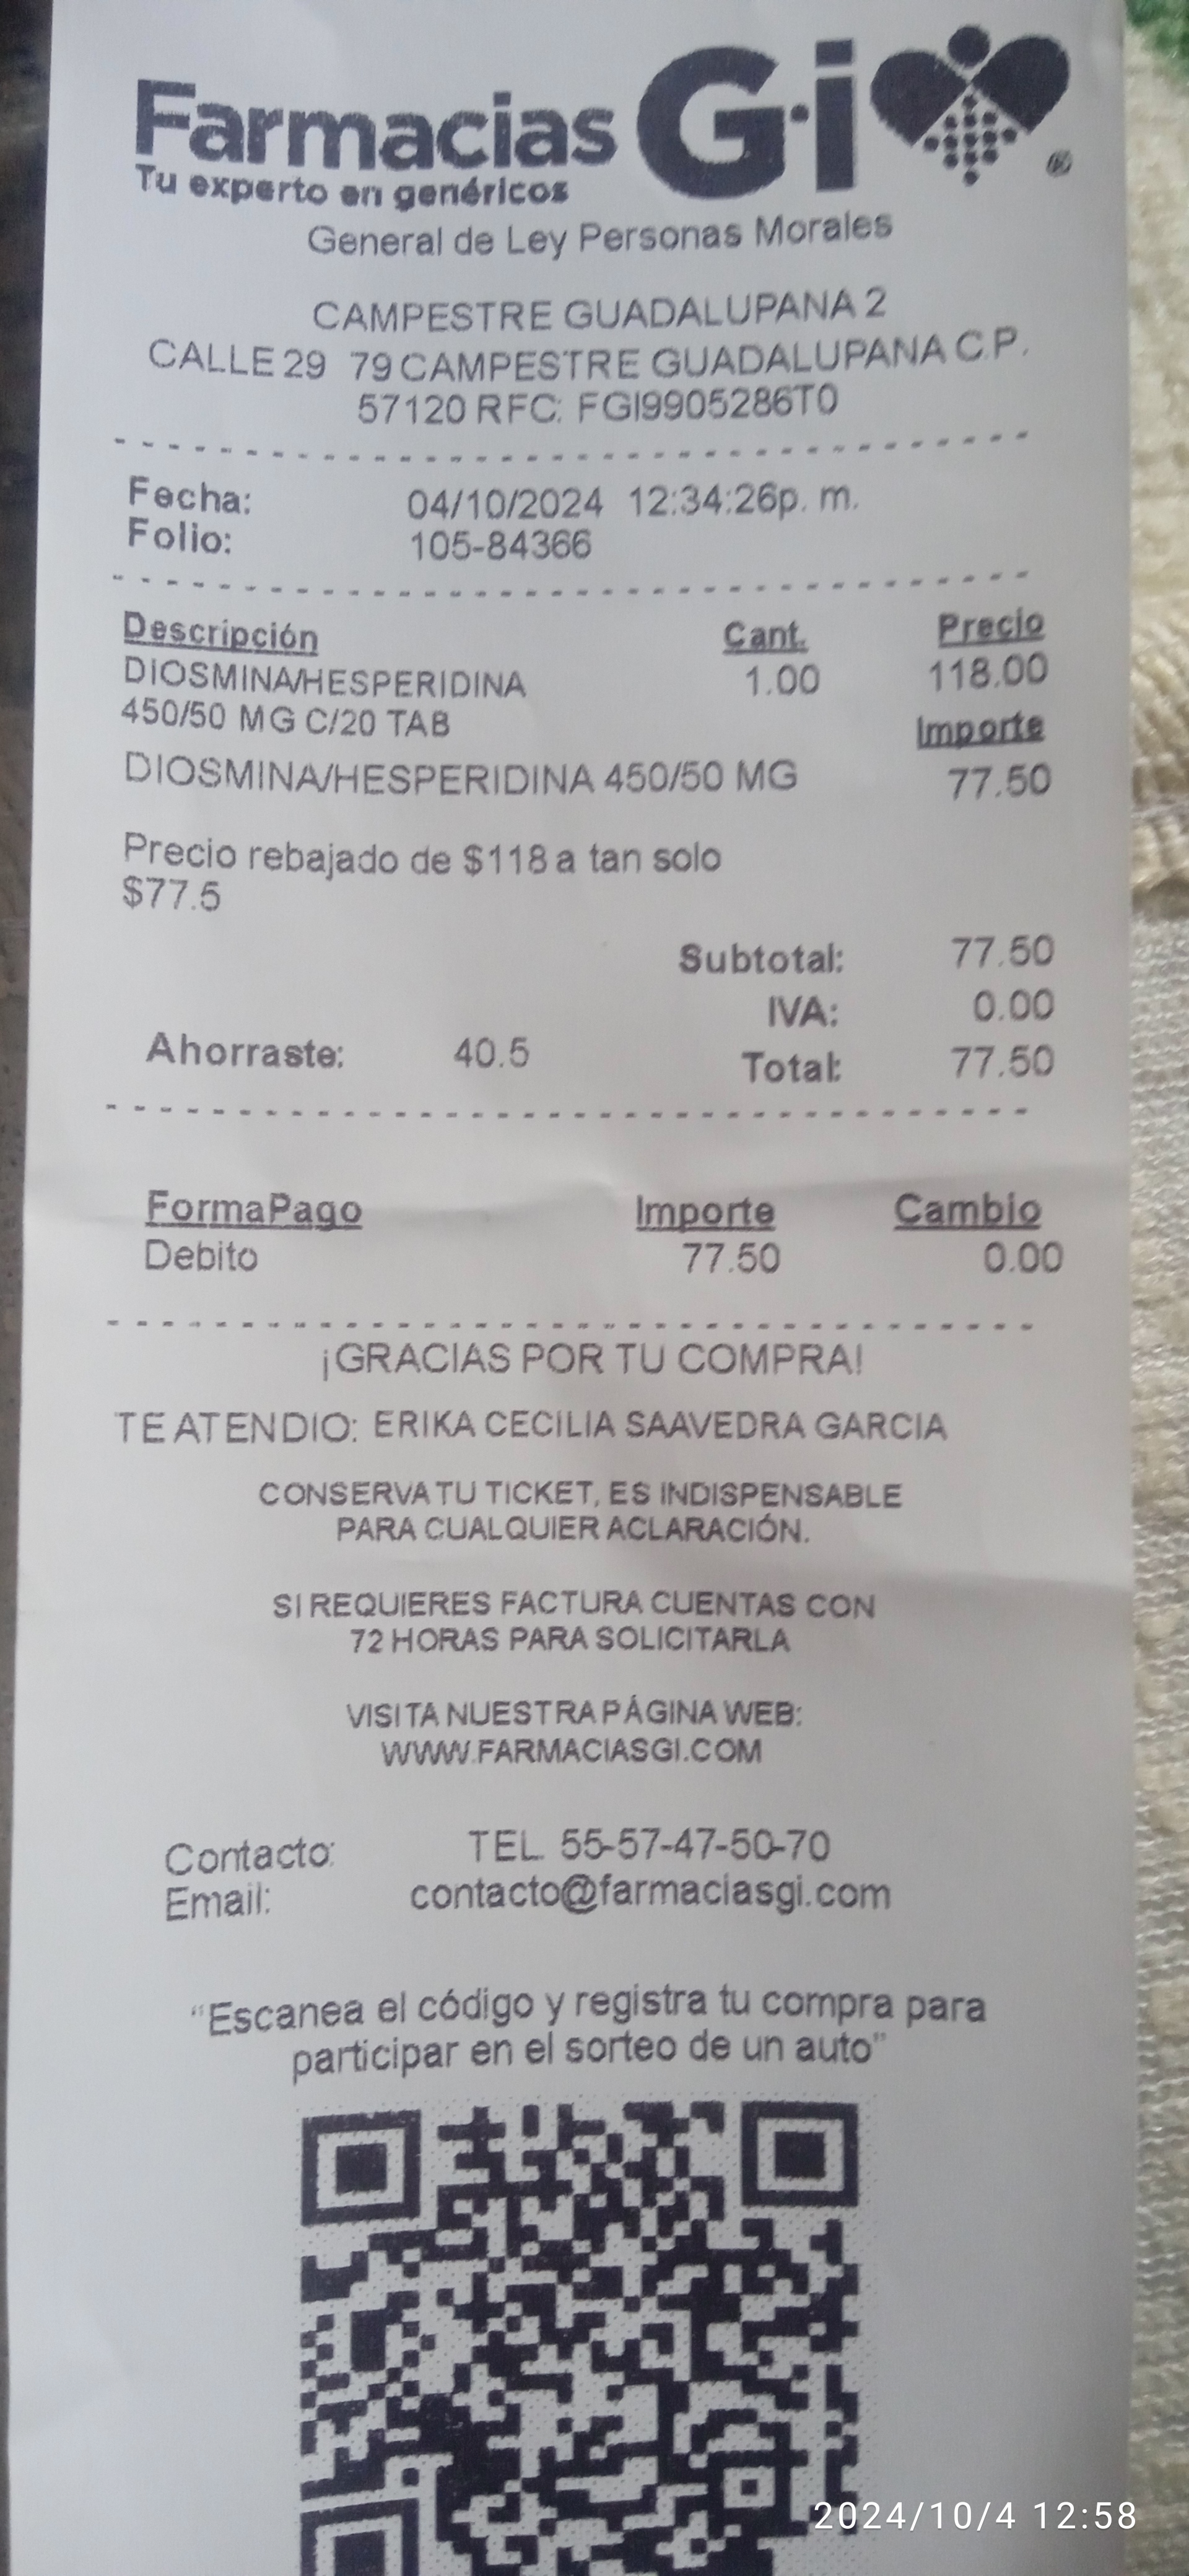 Farmacias Gi
Tu experto en genéricos
®
General de Ley Personas Morales
CAMPESTRE GUADALUPANA 2
CALLE 29 79 CAMPESTRE GUADALUPANA C.P.
57120 RFC: FGI9905286T0
Fecha: 04/10/2024 12:34:26p. m.
Folio: 105-84366
Descripción Cant. Precio
DIOSMINA/HESPERIDINA 1.00 118.00
450/50 MG C/20 TAB Importe
DIOSMINA/HESPERIDINA 450/50 MG 77.50
Precio rebajado de $118 a tan solo
$77.5
Subtotal: 77.50
IVA: 0.00
Ahorraste: 40.5 Total: 77.50
FormaPago Importe Cambio
Debito 77.50 0.00
¡GRACIAS POR TU COMPRA!
TE ATENDIO: ERIKA CECILIA SAAVEDRA GARCIA
CONSERVA TU TICKET, ES INDISPENSABLE
PARA CUALQUIER ACLARACIÓN.
SI REQUIERES FACTURA CUENTAS CON
72 HORAS PARA SOLICITARLA
VISITA NUESTRA PÁGINA WEB:
WWW.FARMACIASGI.COM
Contacto: TEL. 55-57-47-50-70
Email: contacto@farmaciasgi.com
“Escanea el código y registra tu compra para
participar en el sorteo de un auto”
2024/10/4 12:58